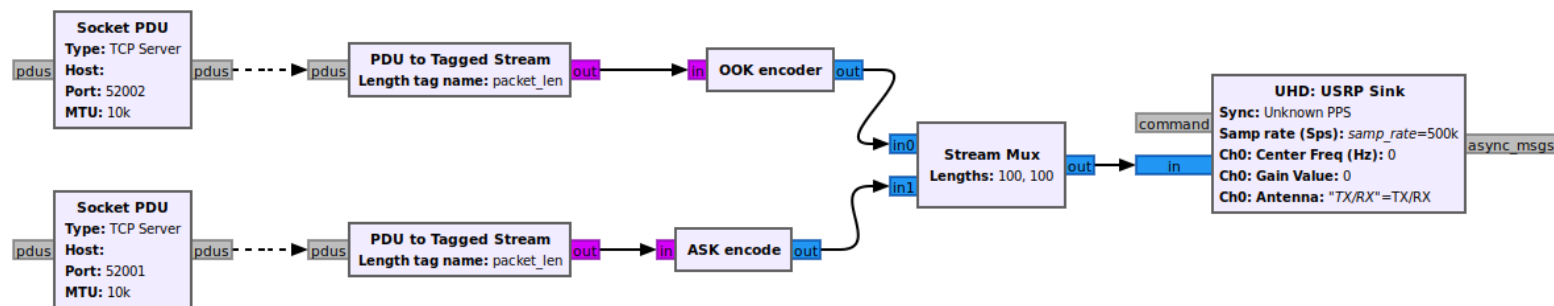 Socket PDU
Type: TCP Server
Host:
Port: 52002
MTU: 10k
pdus
pdus
PDU to Tagged Stream
Length tag name: packet_len
pdus
out
OOK encoder
in
out
Socket PDU
Type: TCP Server
Host:
Port: 52001
MTU: 10k
pdus
pdus
PDU to Tagged Stream
Length tag name: packet_len
pdus
out
ASK encode
in
out
Stream Mux
Lengths: 100, 100
in0
in1
out
UHD: USRP Sink
Sync: Unknown PPS
Samp rate (Sps): samp_rate=500k
Ch0: Center Freq (Hz): 0
Ch0: Gain Value: 0
Ch0: Antenna: "TX/RX"=TX/RX
command
in
async_msgs